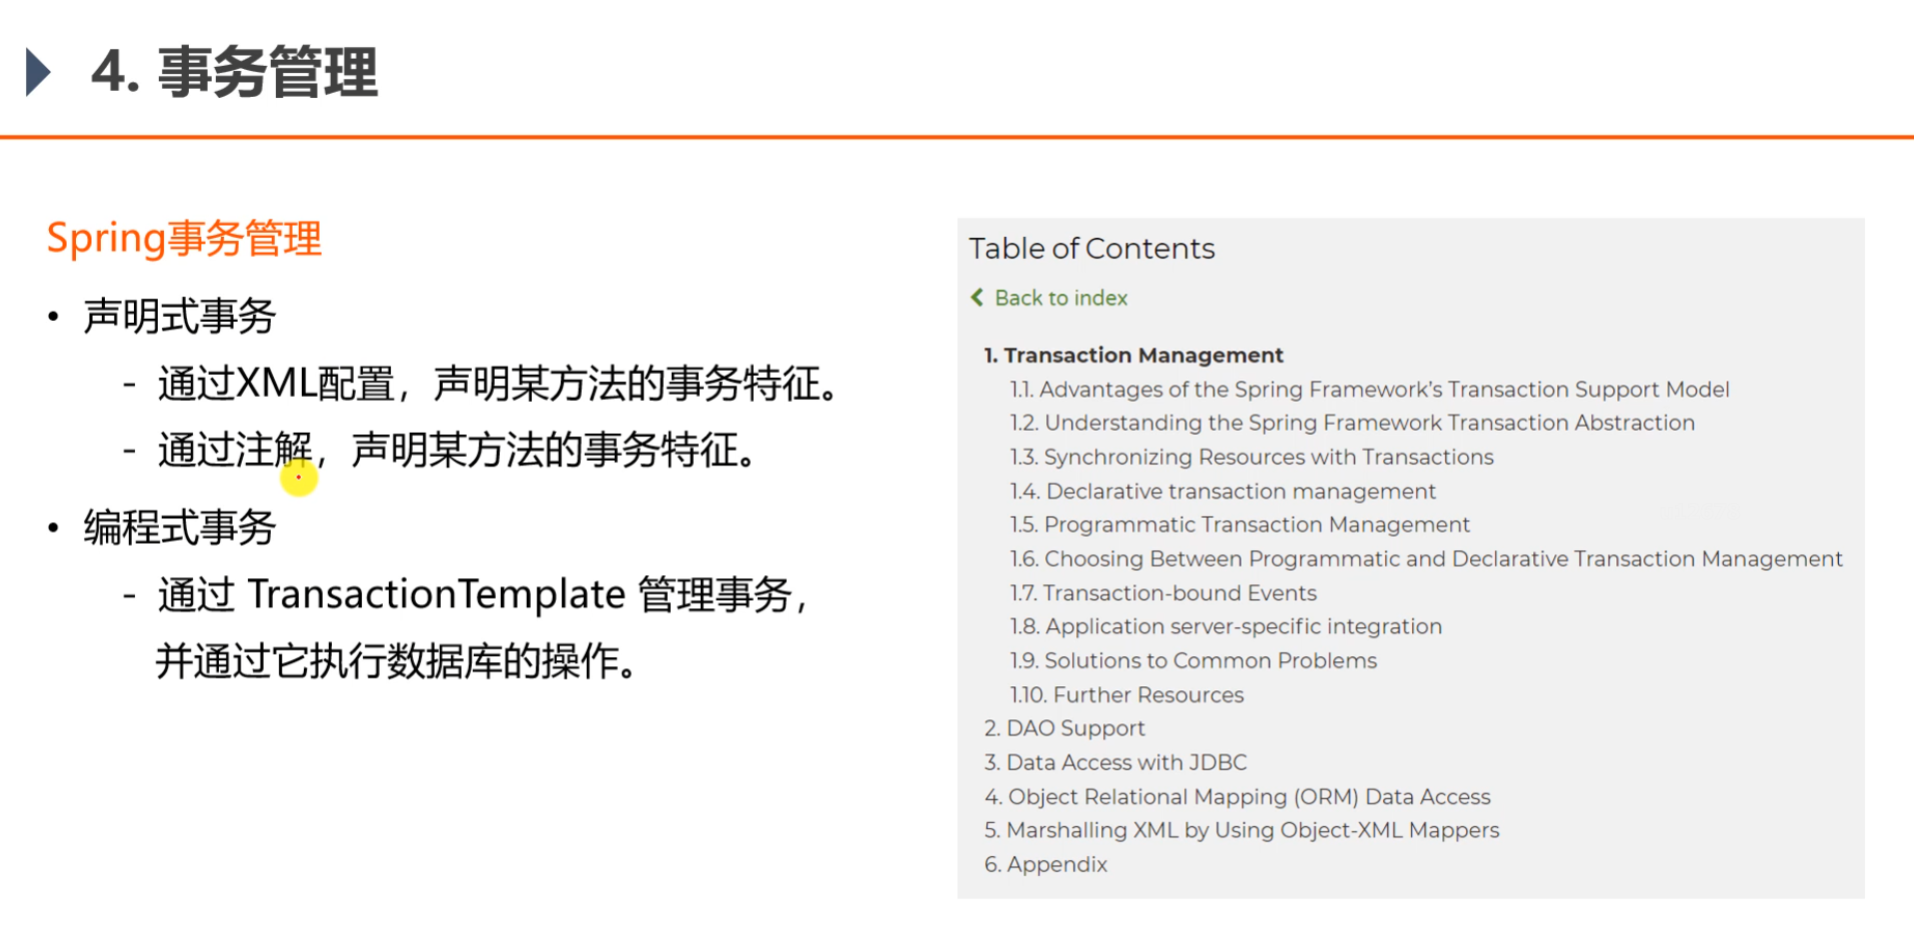 4. 事务管理
Spring事务管理
• 声明式事务
- 通过XML配置，声明某方法的事务特征。
- 通过注解，声明某方法的事务特征。
• 编程式事务
- 通过 TransactionTemplate 管理事务，
并通过它执行数据库的操作。
Table of Contents
Back to index
1. Transaction Management
1.1. Advantages of the Spring Framework’s Transaction Support Model
1.2. Understanding the Spring Framework Transaction Abstraction
1.3. Synchronizing Resources with Transactions
1.4. Declarative transaction management
1.5. Programmatic Transaction Management
1.6. Choosing Between Programmatic and Declarative Transaction Management
1.7. Transaction-bound Events
1.8. Application server-specific integration
1.9. Solutions to Common Problems
1.10. Further Resources
2. DAO Support
3. Data Access with JDBC
4. Object Relational Mapping (ORM) Data Access
5. Marshalling XML by Using Object-XML Mappers
6. Appendix